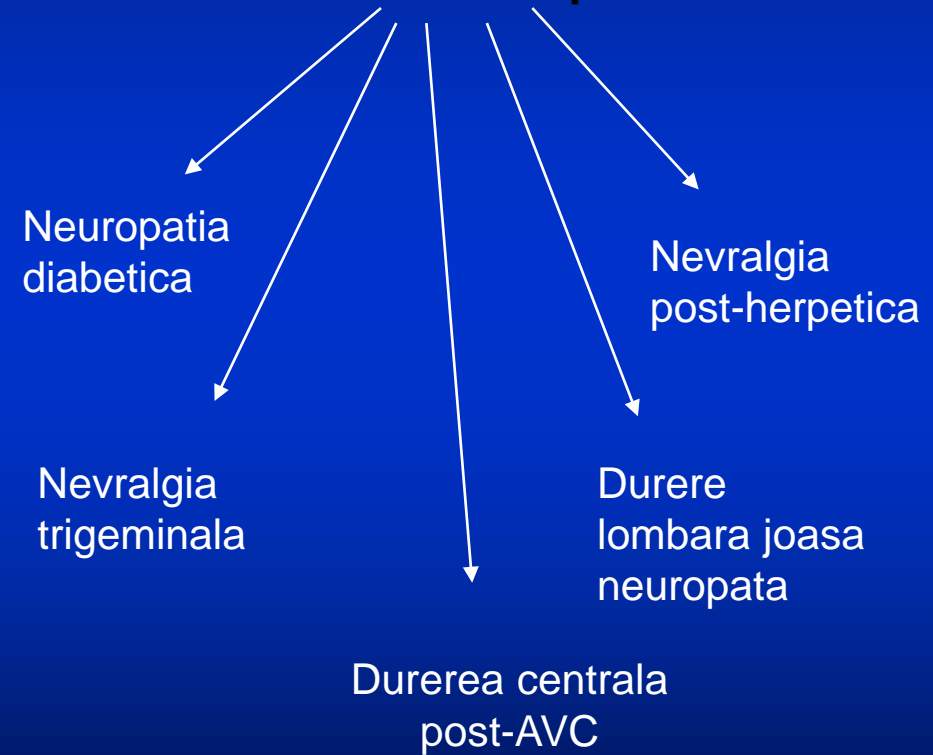 Neuropatia
diabetica
Nevralgia
post-herpetica
Nevralgia
trigeminala
Durere
lombara joasa
neuropata
Durerea centrala
post-AVC